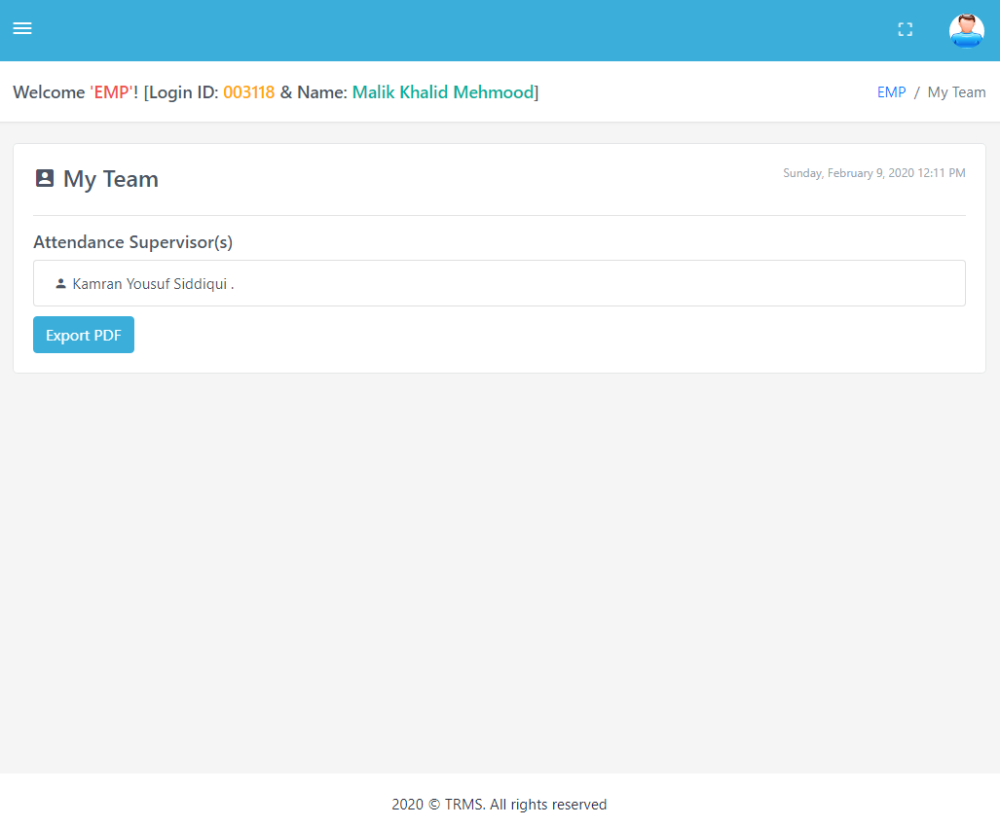 Welcome 'EMP'! [Login ID: 003118 & Name: Malik Khalid Mehmood]
EMP / My Team
My Team
Sunday, February 9, 2020 12:11 PM
Attendance Supervisor(s)
Kamran Yousuf Siddiqui .
Export PDF
2020 © TRMS. All rights reserved